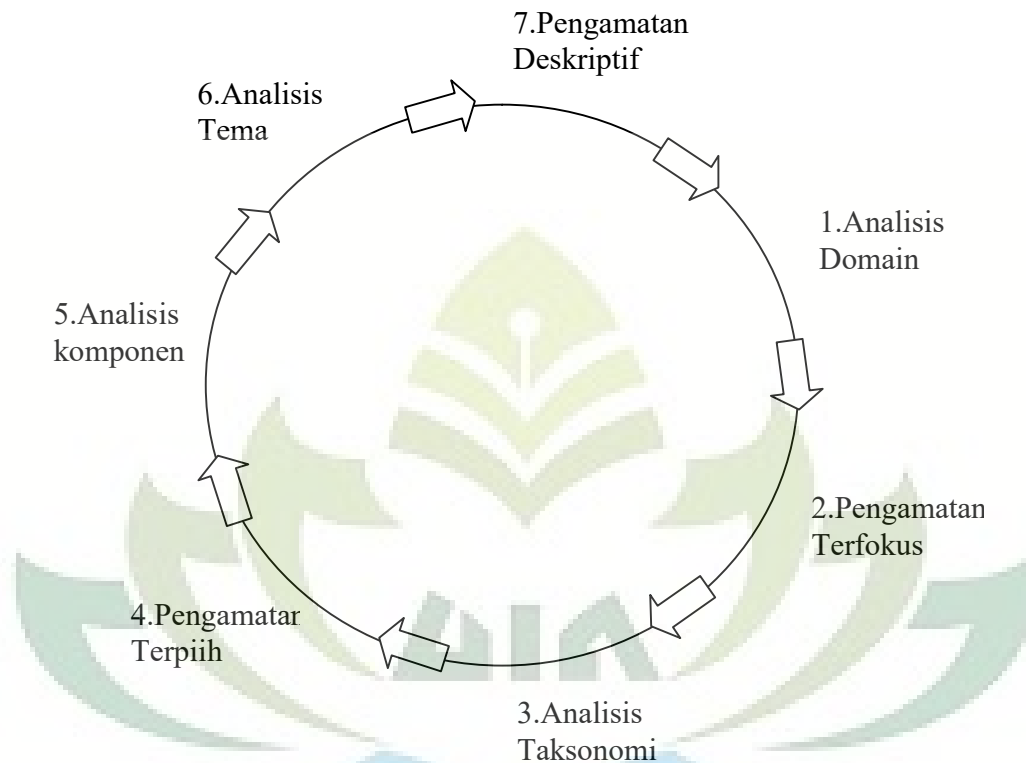 7.Pengamatan
Deskriptif
6.Analisis
Tema
1.Analisis
Domain
5.Analisis
komponen
2.Pengamatan
Terfokus
4.Pengamatar
Terpiih
3.Analisis
Taksonomi